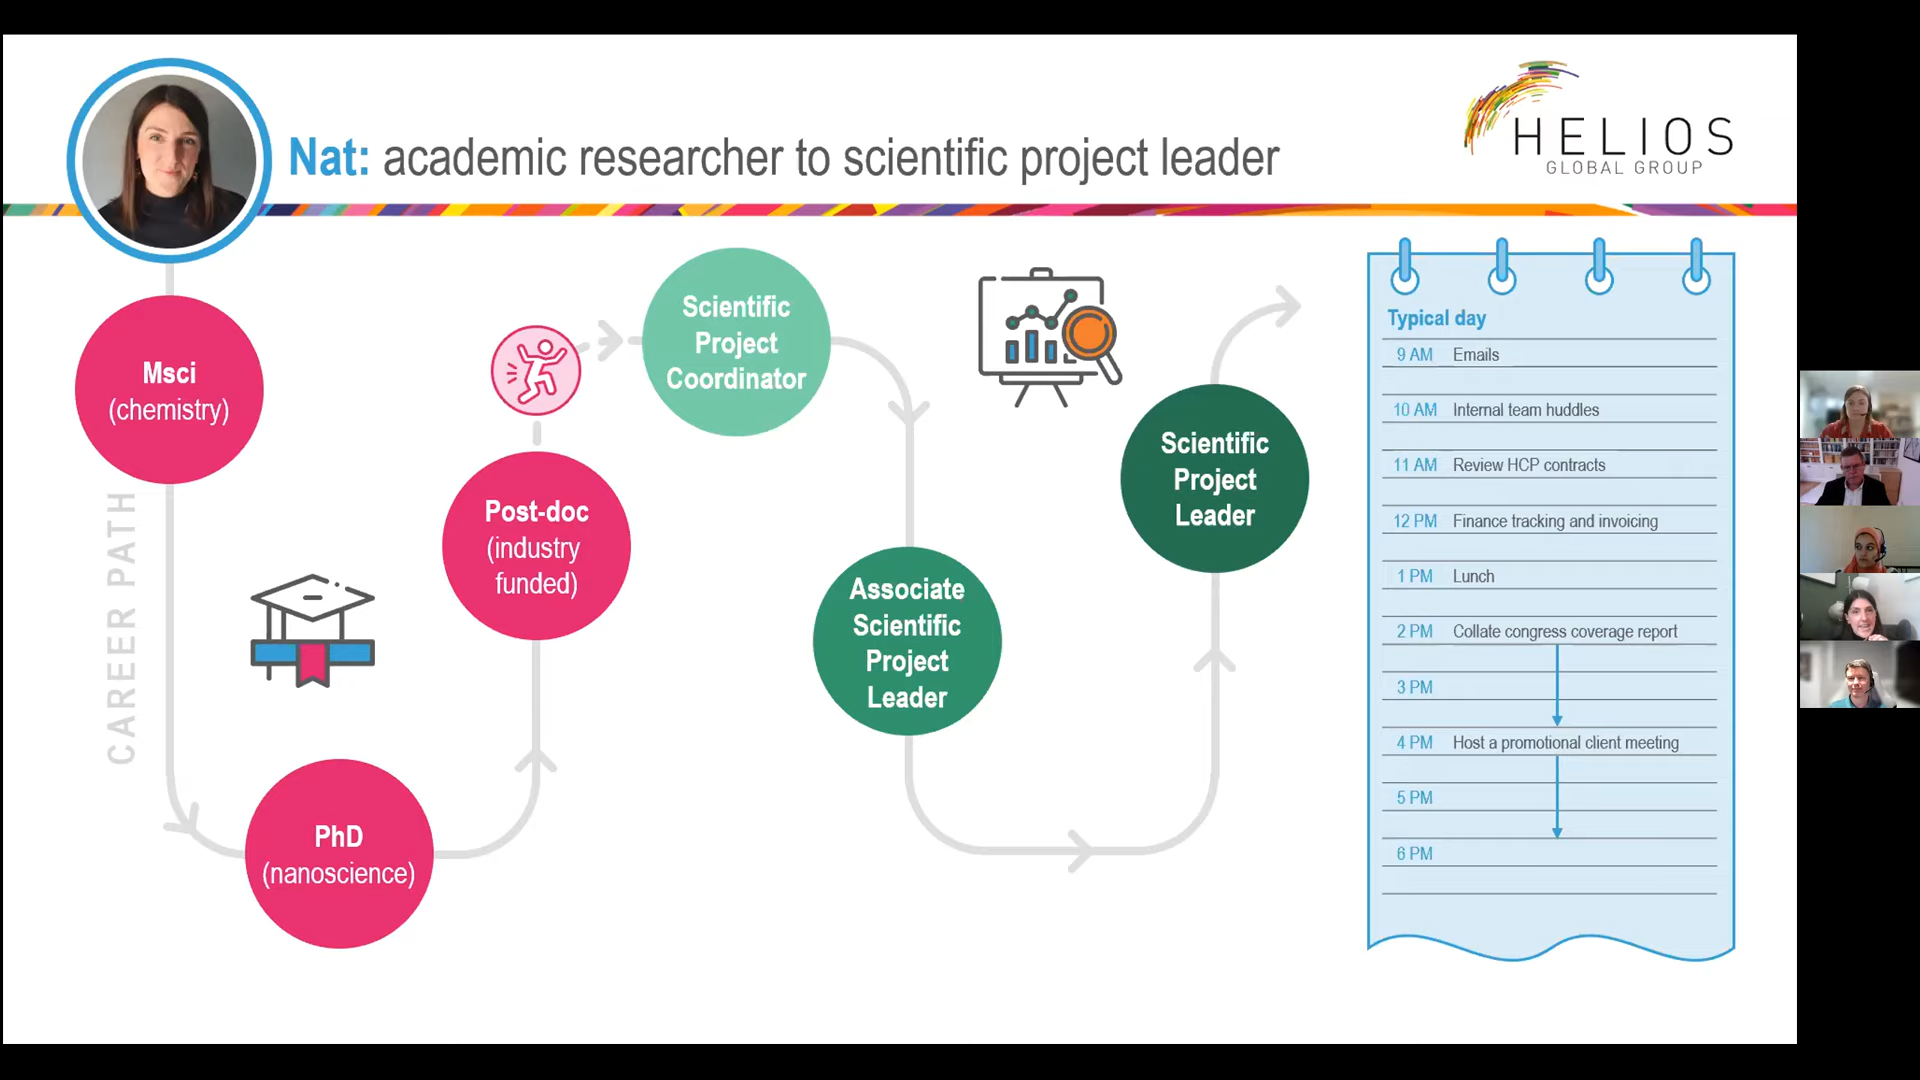 Nat: academic researcher to scientific project leader
HELIOS
GLOBAL GROUP
CAREER PATH
Msci
(chemistry)
PhD
(nanoscience)
Post-doc
(industry
funded)
Scientific
Project
Coordinator
Associate
Scientific
Project
Leader
Scientific
Project
Leader
Typical day
9 AM Emails
10 AM Internal team huddles
11 AM Review HCP contracts
12 PM Finance tracking and invoicing
1 PM Lunch
2 PM Collate congress coverage report
3 PM
4 PM Host a promotional client meeting
5 PM
6 PM